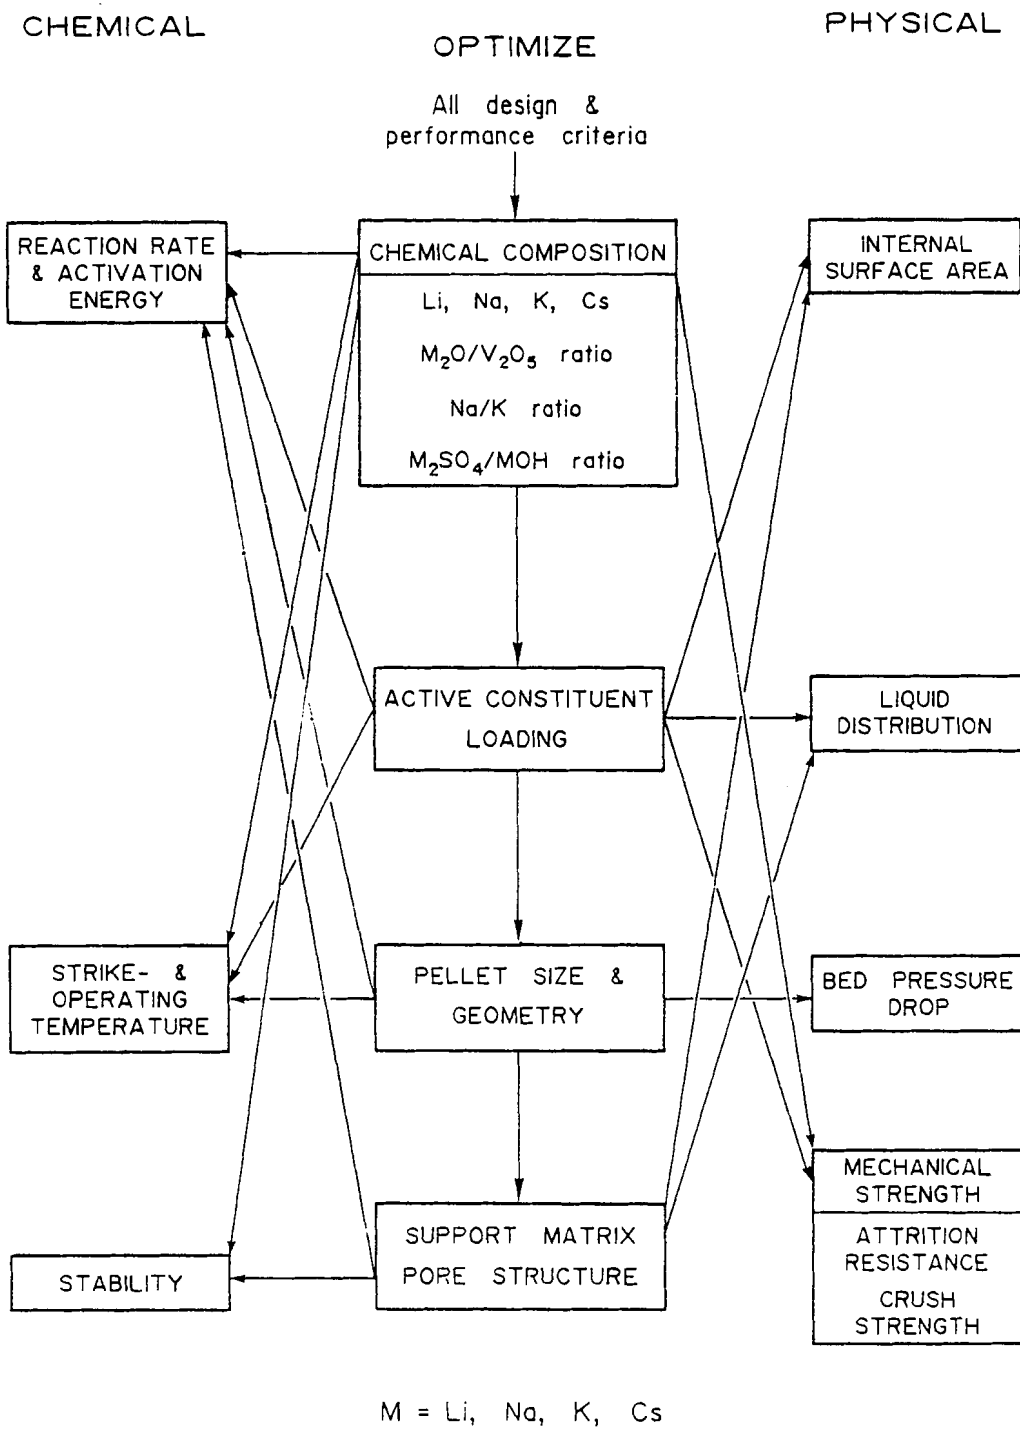 CHEMICAL
OPTIMIZE
PHYSICAL
All design &
performance criteria
REACTION RATE
& ACTIVATION
ENERGY
CHEMICAL COMPOSITION
Li, Na, K, Cs
M₂O/V₂O₅ ratio
Na/K ratio
M₂SO₄/MOH ratio
INTERNAL
SURFACE AREA
ACTIVE CONSTITUENT
LOADING
LIQUID
DISTRIBUTION
STRIKE- &
OPERATING
TEMPERATURE
PELLET SIZE &
GEOMETRY
BED PRESSURE
DROP
STABILITY
SUPPORT MATRIX
PORE STRUCTURE
MECHANICAL
STRENGTH
ATTRITION
RESISTANCE
CRUSH
STRENGTH
M = Li, Na, K, Cs